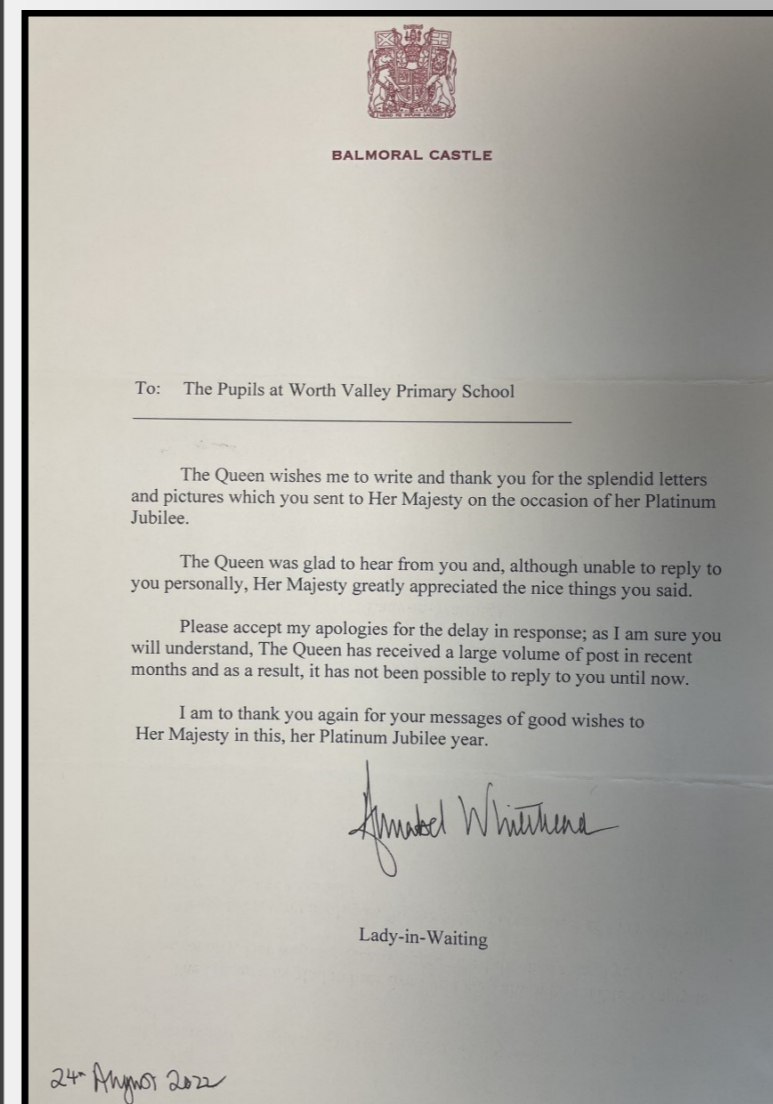 BALMORAL CASTLE
To: The Pupils at Worth Valley Primary School
The Queen wishes me to write and thank you for the splendid letters
and pictures which you sent to Her Majesty on the occasion of her Platinum
Jubilee.
The Queen was glad to hear from you and, although unable to reply to
you personally, Her Majesty greatly appreciated the nice things you said.
Please accept my apologies for the delay in response; as I am sure you
will understand, The Queen has received a large volume of post in recent
months and as a result, it has not been possible to reply to you until now.
I am to thank you again for your messages of good wishes to
Her Majesty in this, her Platinum Jubilee year.
Annabel Whitehead
Lady-in-Waiting
24th August 2022